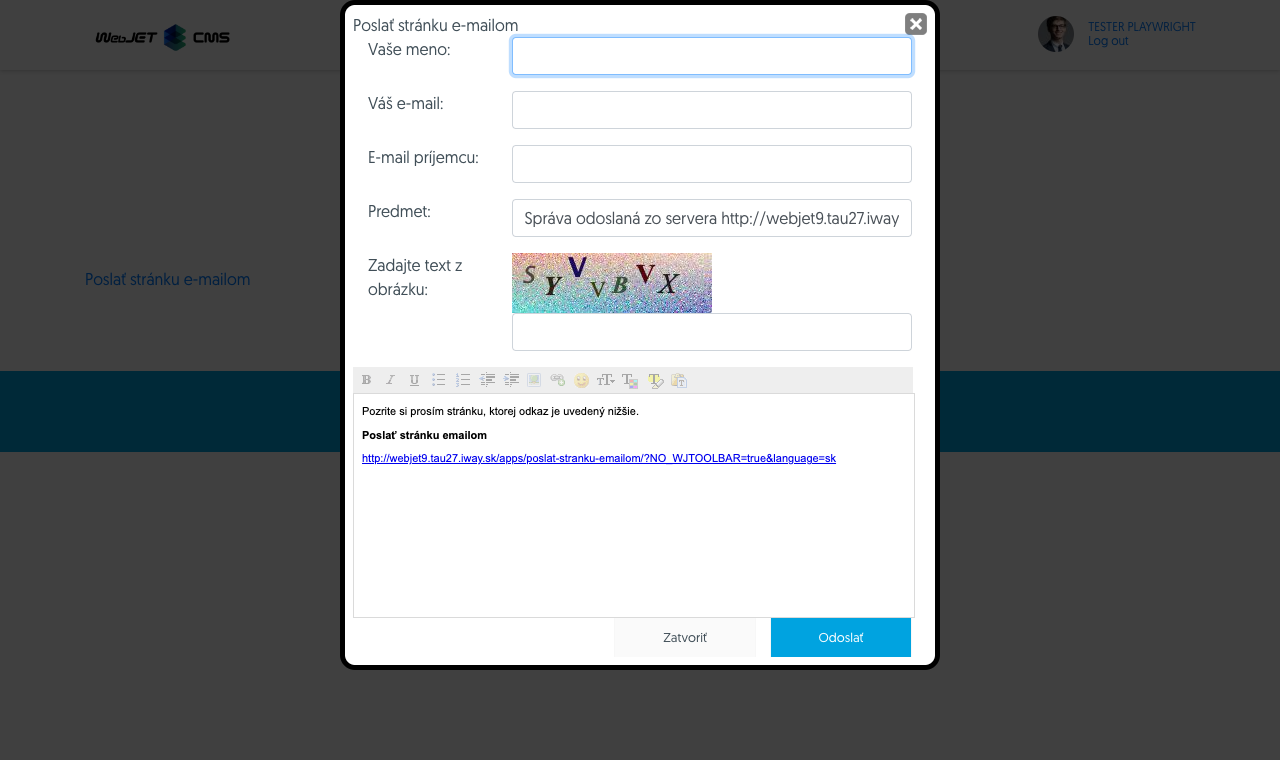 WebJET CMS
TESTER PLAYWRIGHT
Log out
Poslať stránku e-mailom
Poslať stránku e-mailom
Vaše meno:
Váš e-mail:
E-mail príjemcu:
Predmet:
Správa odoslaná zo servera http://webjet9.tau27.iway
Zadajte text z
obrázku:
S Y V V B V X
B I U
Pozrite si prosím stránku, ktorej odkaz je uvedený nižšie.
Poslať stránku emailom
http://webjet9.tau27.iway.sk/apps/poslat-stranku-emailom/?NO_WJTOOLBAR=true&language=sk
Zatvoriť
Odoslať